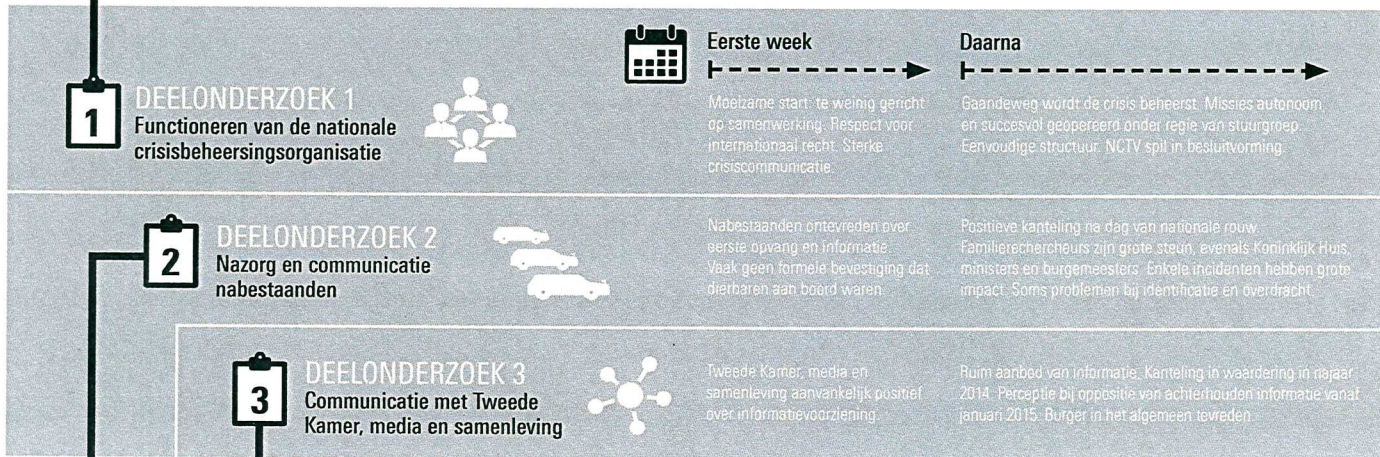 Eerste week
Daarna
1
DEELONDERZOEK 1
Functioneren van de nationale
crisisbeheersingsorganisatie
Moeizame start: te weinig gericht
op samenwerking. Respect voor
internationaal recht. Sterke
crisiscommunicatie.
Gaandeweg wordt de crisis beheerst. Missies autonoom
en succesvol geopereerd onder regie van stuurgroep.
Eenvoudige structuur. NCTV spil in besluitvorming.
2
DEELONDERZOEK 2
Nazorg en communicatie
nabestaanden
Nabestaanden ontevreden over
eerste opvang en informatie.
Vaak geen formele bevestiging dat
dierbaren aan boord waren.
Positieve kanteling na dag van nationale rouw.
Familierechercheurs zijn grote steun, evenals Koninklijk Huis,
ministers en burgemeesters. Enkele incidenten hebben grote
impact. Soms problemen bij identificatie en overdracht.
3
DEELONDERZOEK 3
Communicatie met Tweede
Kamer, media en samenleving
Tweede Kamer, media en
samenleving aanvankelijk positief
over informatievoorziening.
Ruim aanbod van informatie. Kanteling in waardering in najaar
2014. Perceptie bij oppositie van achterhouden informatie vanaf
januari 2015. Burger in het algemeen tevreden.